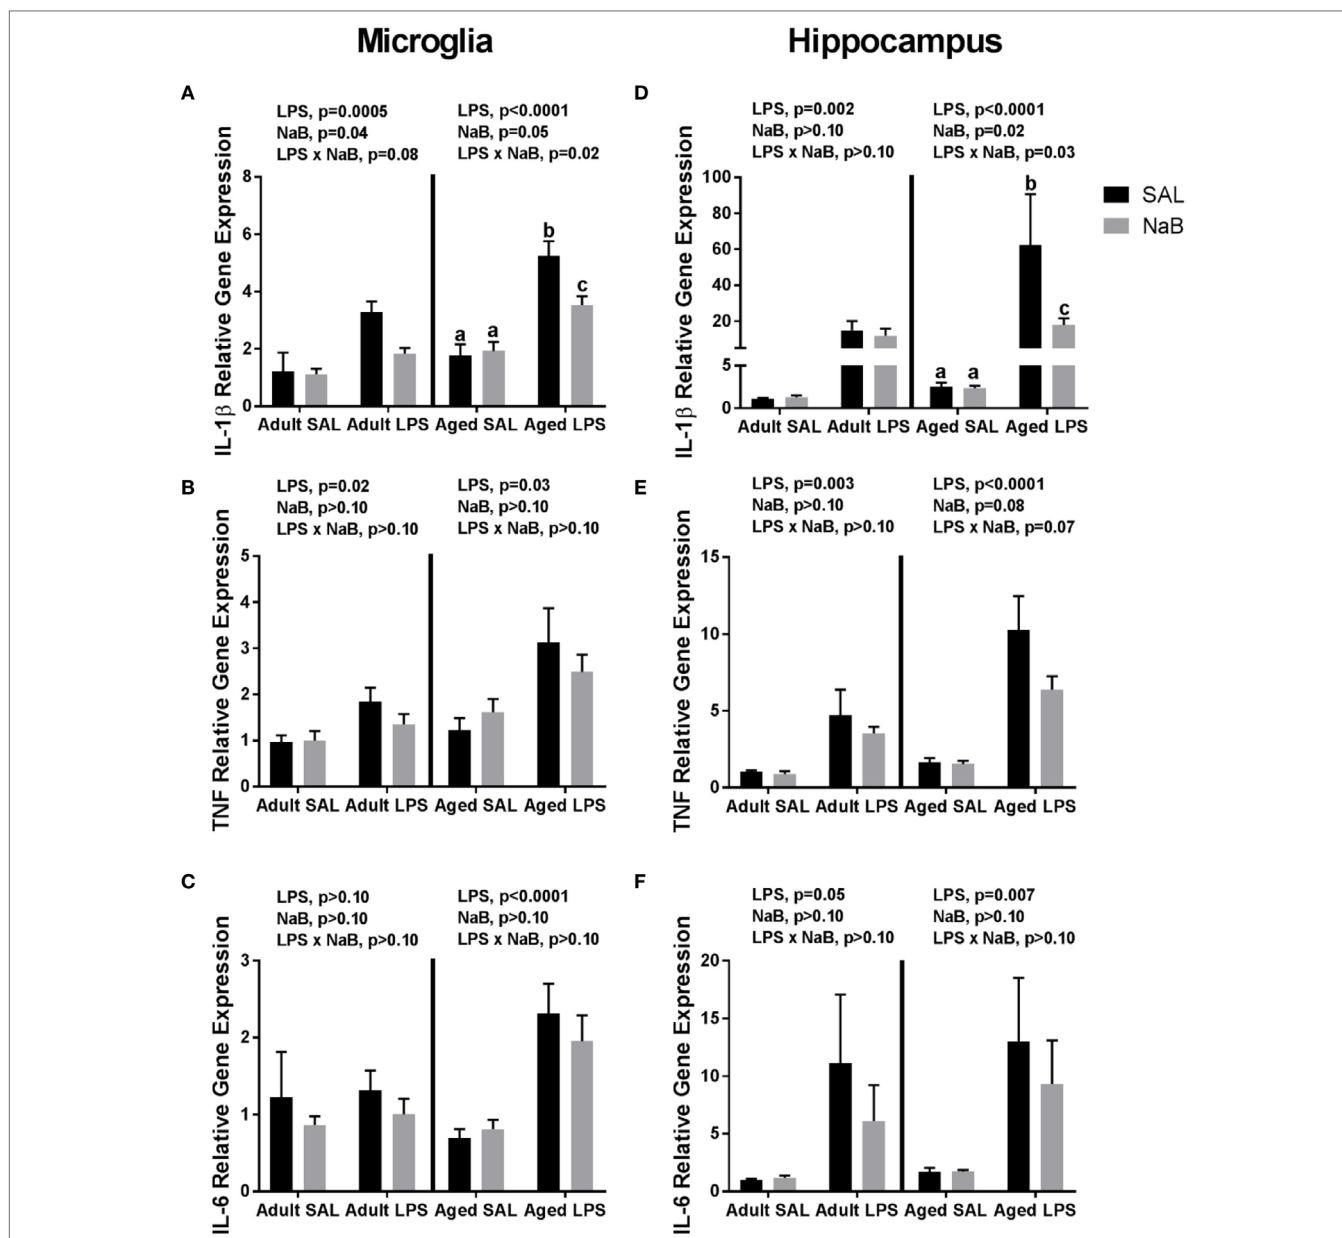 Microglia
Hippocampus
A
LPS, p=0.0005
NaB, p=0.04
LPS x NaB, p=0.08
LPS, p<0.0001
NaB, p=0.05
LPS x NaB, p=0.02
IL-1β Relative Gene Expression
8
6
4
2
0
a
a
b
c
Adult SAL
Adult LPS
Aged SAL
Aged LPS
D
LPS, p=0.002
NaB, p>0.10
LPS x NaB, p>0.10
LPS, p<0.0001
NaB, p=0.02
LPS x NaB, p=0.03
IL-1β Relative Gene Expression
100
80
60
40
20
5
0
a
a
b
c
Adult SAL
Adult LPS
Aged SAL
Aged LPS
SAL
NaB
B
LPS, p=0.02
NaB, p>0.10
LPS x NaB, p>0.10
LPS, p=0.03
NaB, p>0.10
LPS x NaB, p>0.10
TNF Relative Gene Expression
5
4
3
2
1
0
Adult SAL
Adult LPS
Aged SAL
Aged LPS
E
LPS, p=0.003
NaB, p>0.10
LPS x NaB, p>0.10
LPS, p<0.0001
NaB, p=0.08
LPS x NaB, p=0.07
TNF Relative Gene Expression
15
10
5
0
Adult SAL
Adult LPS
Aged SAL
Aged LPS
C
LPS, p>0.10
NaB, p>0.10
LPS x NaB, p>0.10
LPS, p<0.0001
NaB, p>0.10
LPS x NaB, p>0.10
IL-6 Relative Gene Expression
3
2
1
0
Adult SAL
Adult LPS
Aged SAL
Aged LPS
F
LPS, p=0.05
NaB, p>0.10
LPS x NaB, p>0.10
LPS, p=0.007
NaB, p>0.10
LPS x NaB, p>0.10
IL-6 Relative Gene Expression
20
15
10
5
0
Adult SAL
Adult LPS
Aged SAL
Aged LPS